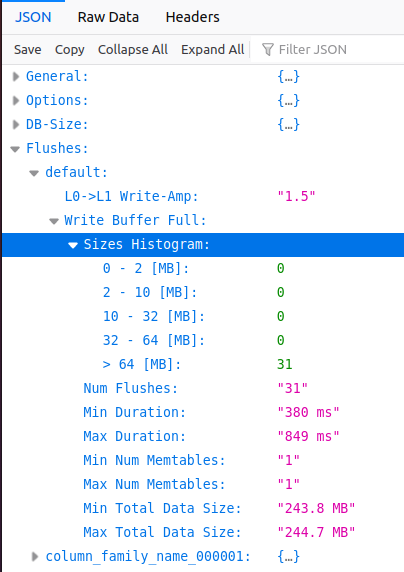 JSON Raw Data Headers
Save Copy Collapse All Expand All Filter JSON
General: {…}
Options: {…}
DB-Size: {…}
Flushes:
default:
L0->L1 Write-Amp: "1.5"
Write Buffer Full:
Sizes Histogram:
0 - 2 [MB]: 0
2 - 10 [MB]: 0
10 - 32 [MB]: 0
32 - 64 [MB]: 0
> 64 [MB]: 31
Num Flushes: "31"
Min Duration: "380 ms"
Max Duration: "849 ms"
Min Num Memtables: "1"
Max Num Memtables: "1"
Min Total Data Size: "243.8 MB"
Max Total Data Size: "244.7 MB"
column_family_name_000001: {…}